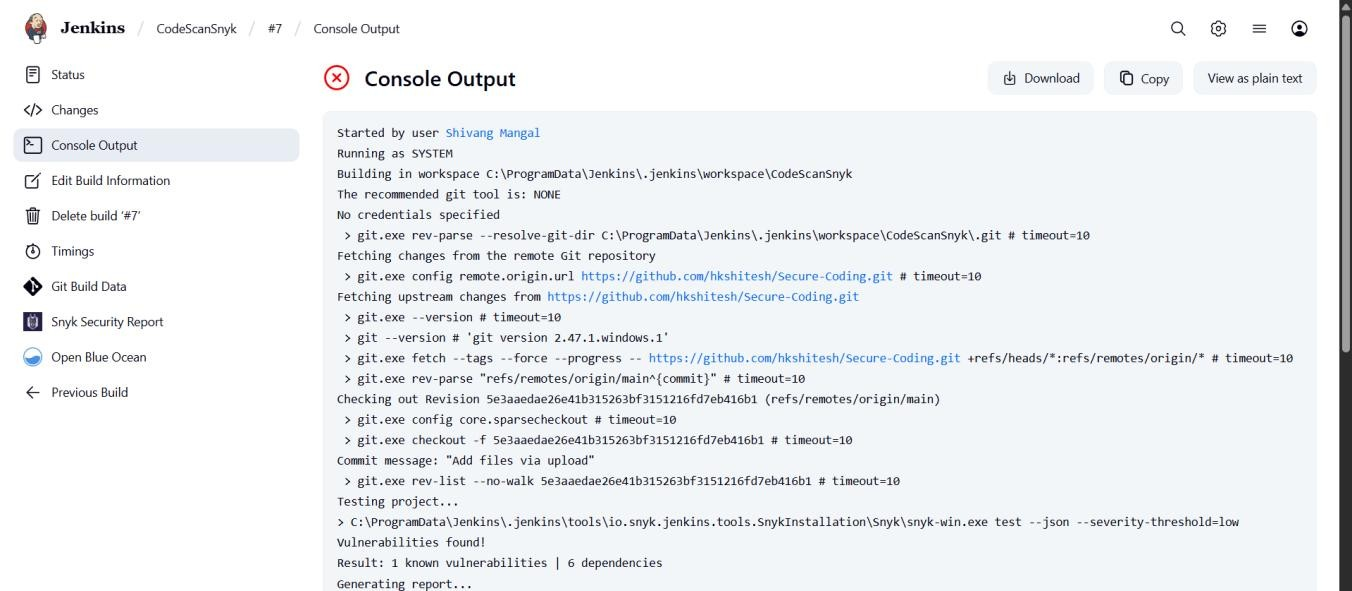 Jenkins / CodeScanSnyk / #7 / Console Output
Status
Changes
Console Output
Edit Build Information
Delete build ‘#7’
Timings
Git Build Data
Snyk Security Report
Open Blue Ocean
Previous Build
Console Output
Download
Copy
View as plain text
Started by user Shivang Mangal
Running as SYSTEM
Building in workspace C:\ProgramData\Jenkins\.jenkins\workspace\CodeScanSnyk
The recommended git tool is: NONE
No credentials specified
> git.exe rev-parse --resolve-git-dir C:\ProgramData\Jenkins\.jenkins\workspace\CodeScanSnyk\.git # timeout=10
Fetching changes from the remote Git repository
> git.exe config remote.origin.url https://github.com/hkshitesh/Secure-Coding.git # timeout=10
Fetching upstream changes from https://github.com/hkshitesh/Secure-Coding.git
> git.exe --version # timeout=10
> git --version # 'git version 2.47.1.windows.1'
> git.exe fetch --tags --force --progress -- https://github.com/hkshitesh/Secure-Coding.git +refs/heads/*:refs/remotes/origin/* # timeout=10
> git.exe rev-parse "refs/remotes/origin/main^{commit}" # timeout=10
Checking out Revision 5e3aaedae26e41b315263bf3151216fd7eb416b1 (refs/remotes/origin/main)
> git.exe config core.sparsecheckout # timeout=10
> git.exe checkout -f 5e3aaedae26e41b315263bf3151216fd7eb416b1 # timeout=10
Commit message: "Add files via upload"
> git.exe rev-list --no-walk 5e3aaedae26e41b315263bf3151216fd7eb416b1 # timeout=10
Testing project...
> C:\ProgramData\Jenkins\.jenkins\tools\io.snyk.jenkins.tools.SnykInstallation\Snyk\snyk-win.exe test --json --severity-threshold=low
Vulnerabilities found!
Result: 1 known vulnerabilities | 6 dependencies
Generating report...